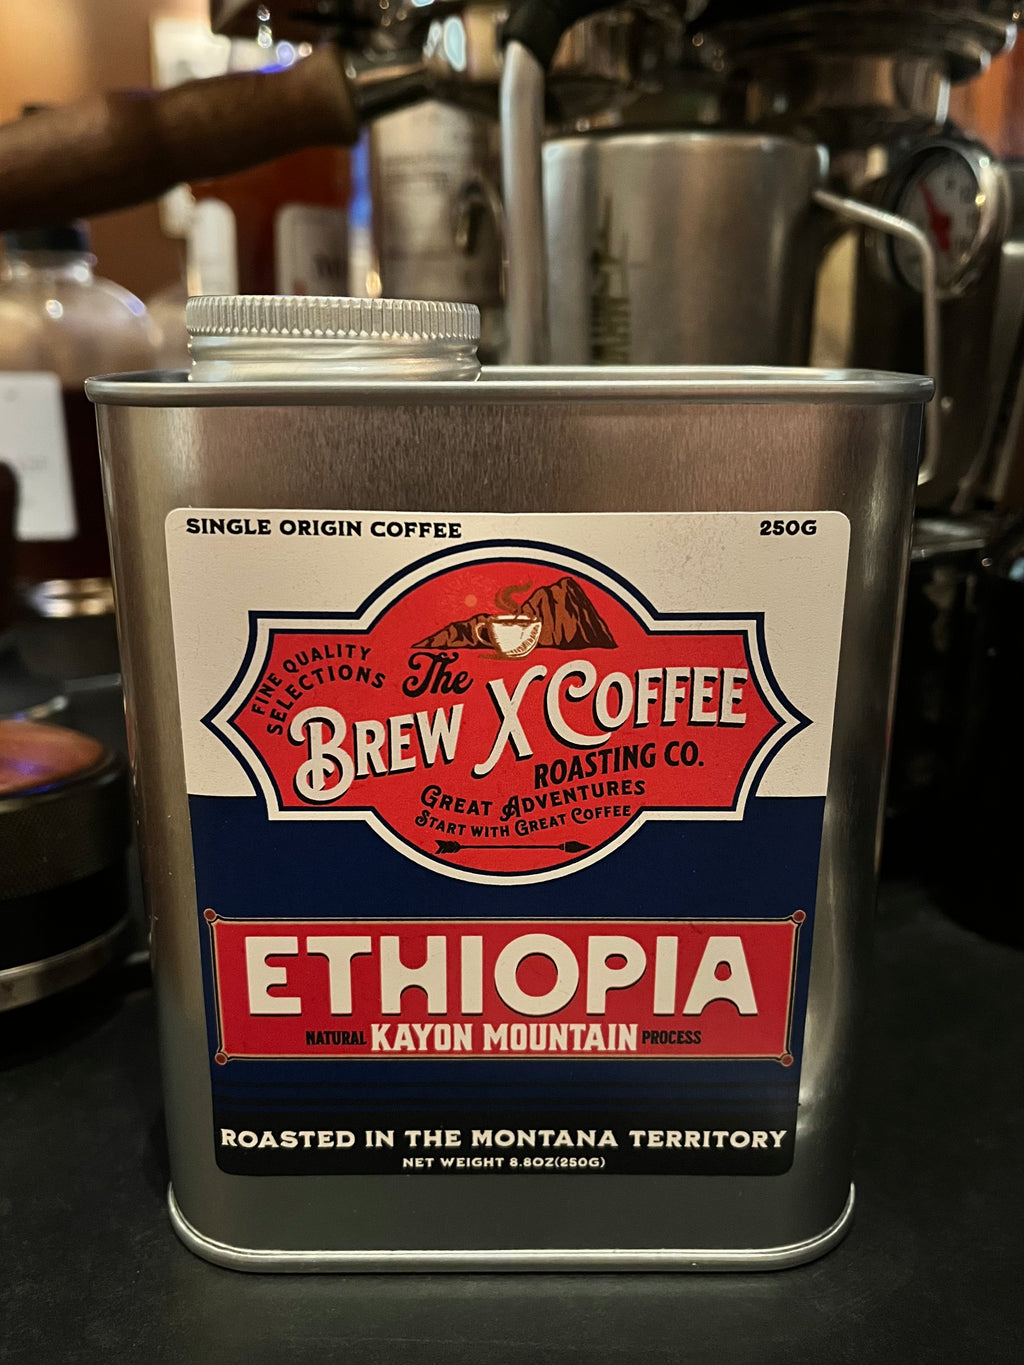 SINGLE ORIGIN COFFEE
250G
FINE QUALITY
SELECTIONS
The
BREW X COFFEE
ROASTING CO.
GREAT ADVENTURES
START WITH GREAT COFFEE
ETHIOPIA
NATURAL KAYON MOUNTAIN PROCESS
ROASTED IN THE MONTANA TERRITORY
NET WEIGHT 8.8OZ(250G)